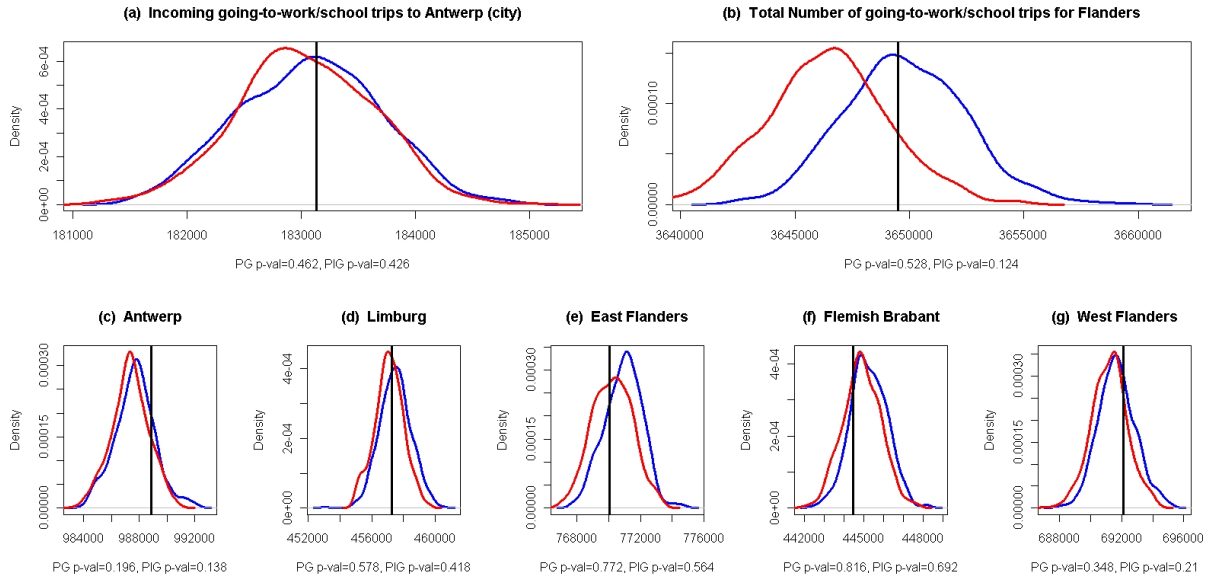 (a) Incoming going-to-work/school trips to Antwerp (city)
Density
0e+00 2e-04 4e-04 6e-04
181000 182000 183000 184000 185000
PG p-val=0.462, PIG p-val=0.426
(b) Total Number of going-to-work/school trips for Flanders
Density
0.00000 0.00010
3640000 3645000 3650000 3655000 3660000
PG p-val=0.528, PIG p-val=0.124
(c) Antwerp
Density
0.00000 0.00015 0.00030
984000 988000 992000
PG p-val=0.196, PIG p-val=0.138
(d) Limburg
Density
0e+00 2e-04 4e-04
452000 456000 460000
PG p-val=0.578, PIG p-val=0.418
(e) East Flanders
Density
0.00000 0.00015 0.00030
768000 772000 776000
PG p-val=0.772, PIG p-val=0.564
(f) Flemish Brabant
Density
0e+00 2e-04 4e-04
442000 445000 448000
PG p-val=0.816, PIG p-val=0.692
(g) West Flanders
Density
0.00000 0.00015 0.00030
688000 692000 696000
PG p-val=0.348, PIG p-val=0.21